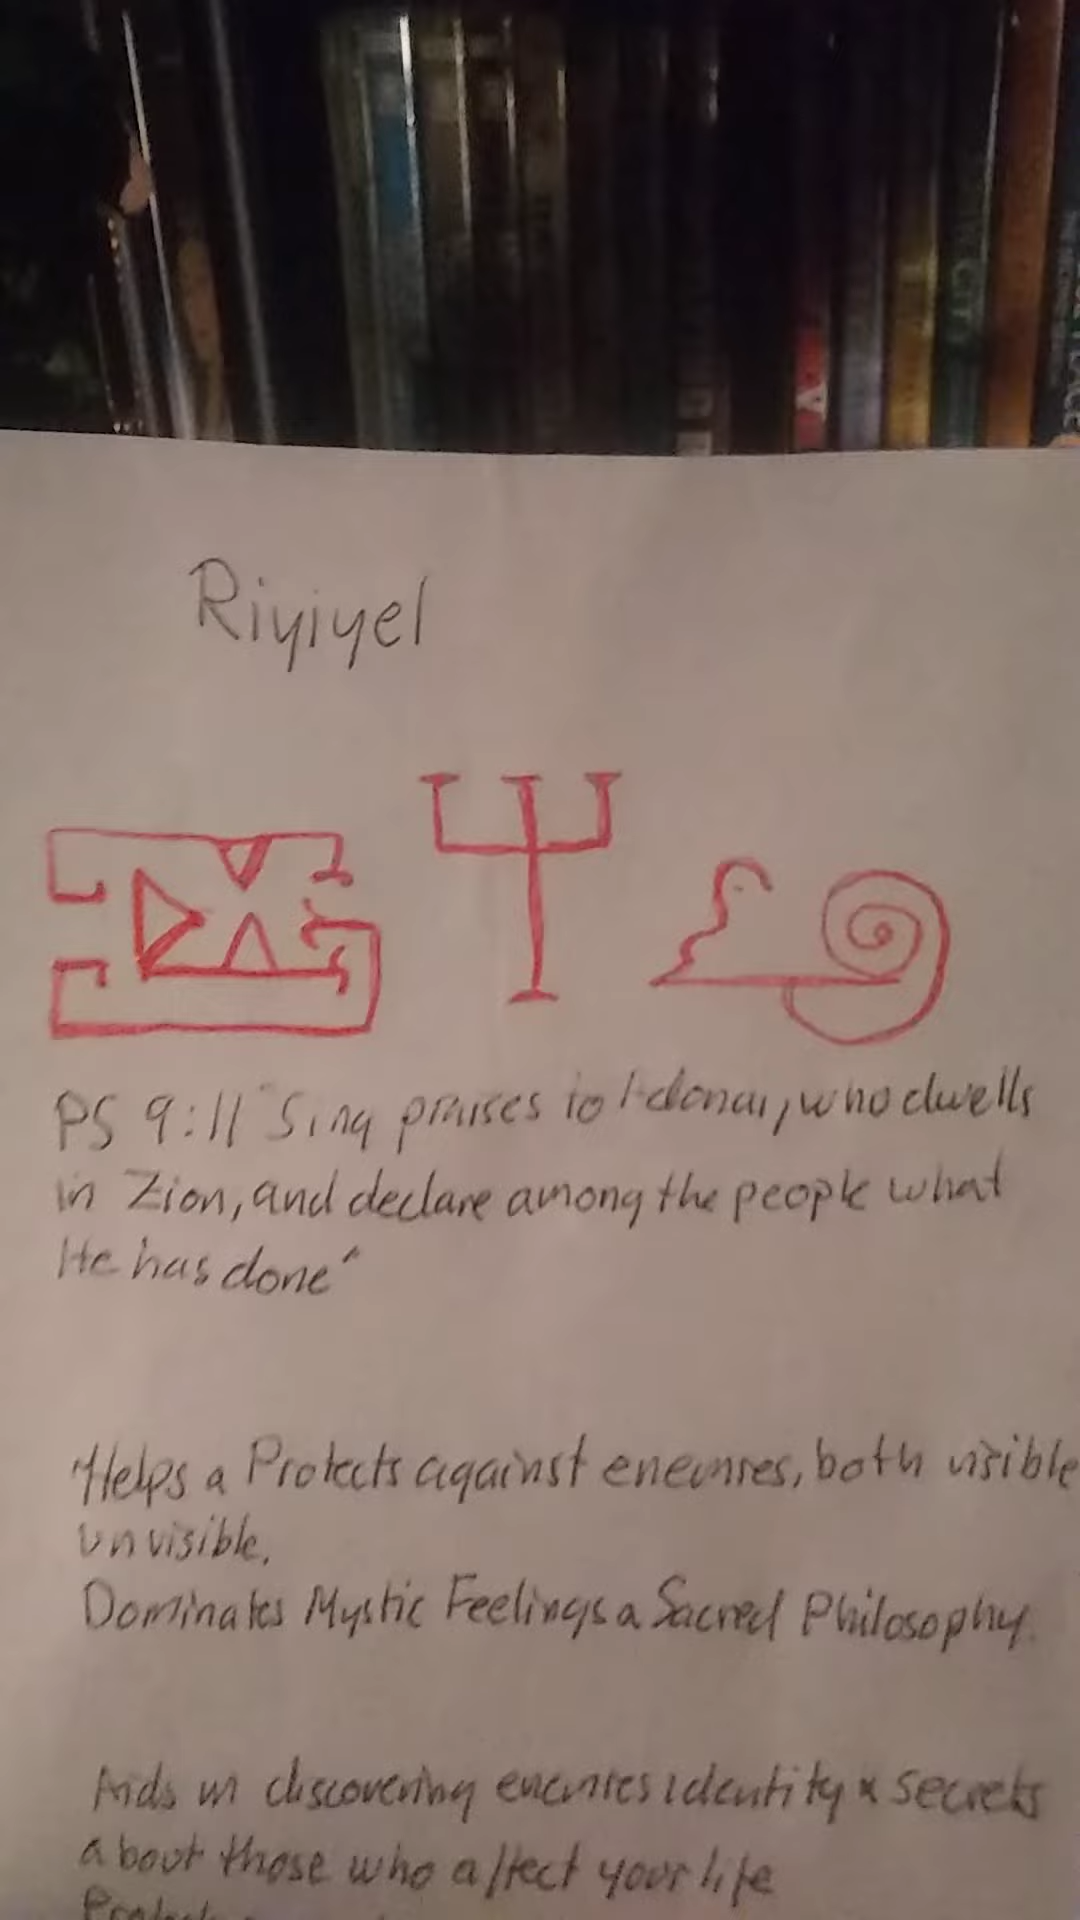 Riyiyel
PS 9:11 "Sing praises to Adonai, who dwells
in Zion, and declare among the people what
He has done"
Helps a Protects against enemies, both visible
unvisible.
Dominates Mystic Feelings a Sacred Philosophy.
Aids in discovering enemies identity & secrets
about those who affect your life